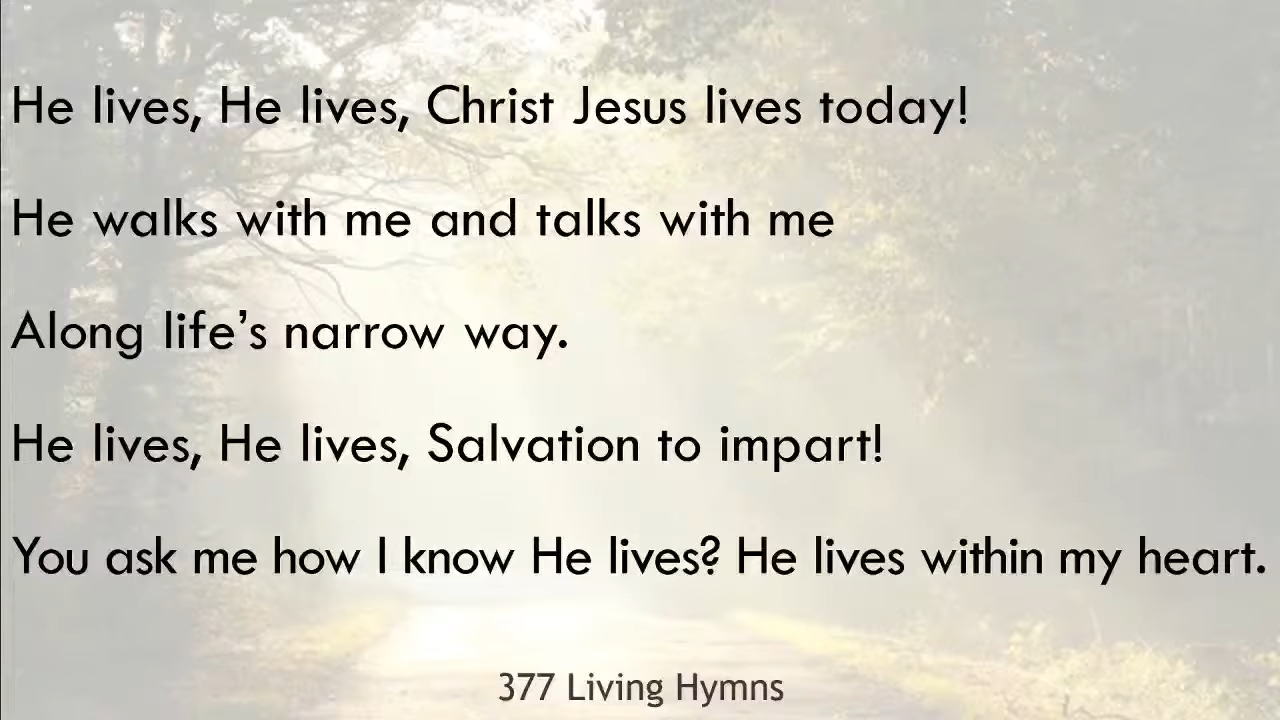 He lives, He lives, Christ Jesus lives today!
He walks with me and talks with me
Along life’s narrow way.
He lives, He lives, Salvation to impart!
You ask me how I know He lives? He lives within my heart.
377 Living Hymns